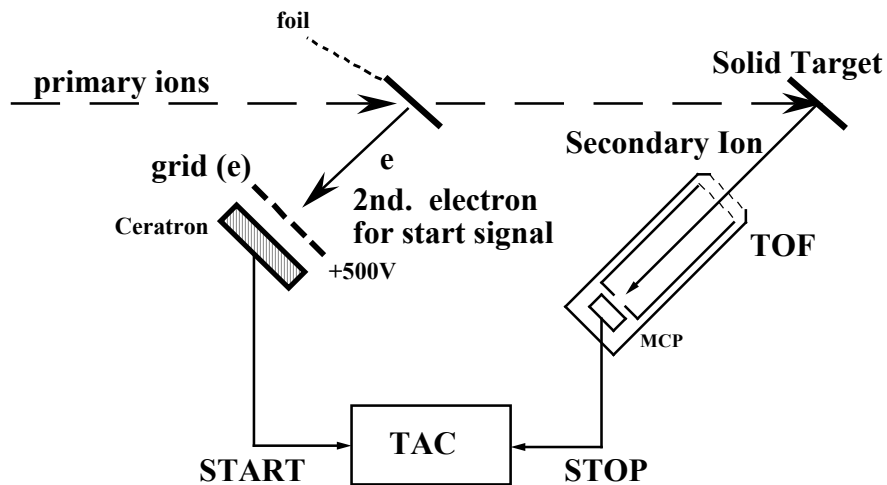 foil
primary ions
Solid Target
Secondary Ion
e
grid (e)
2nd. electron
for start signal
Ceratron
+500V
TOF
MCP
TAC
START
STOP